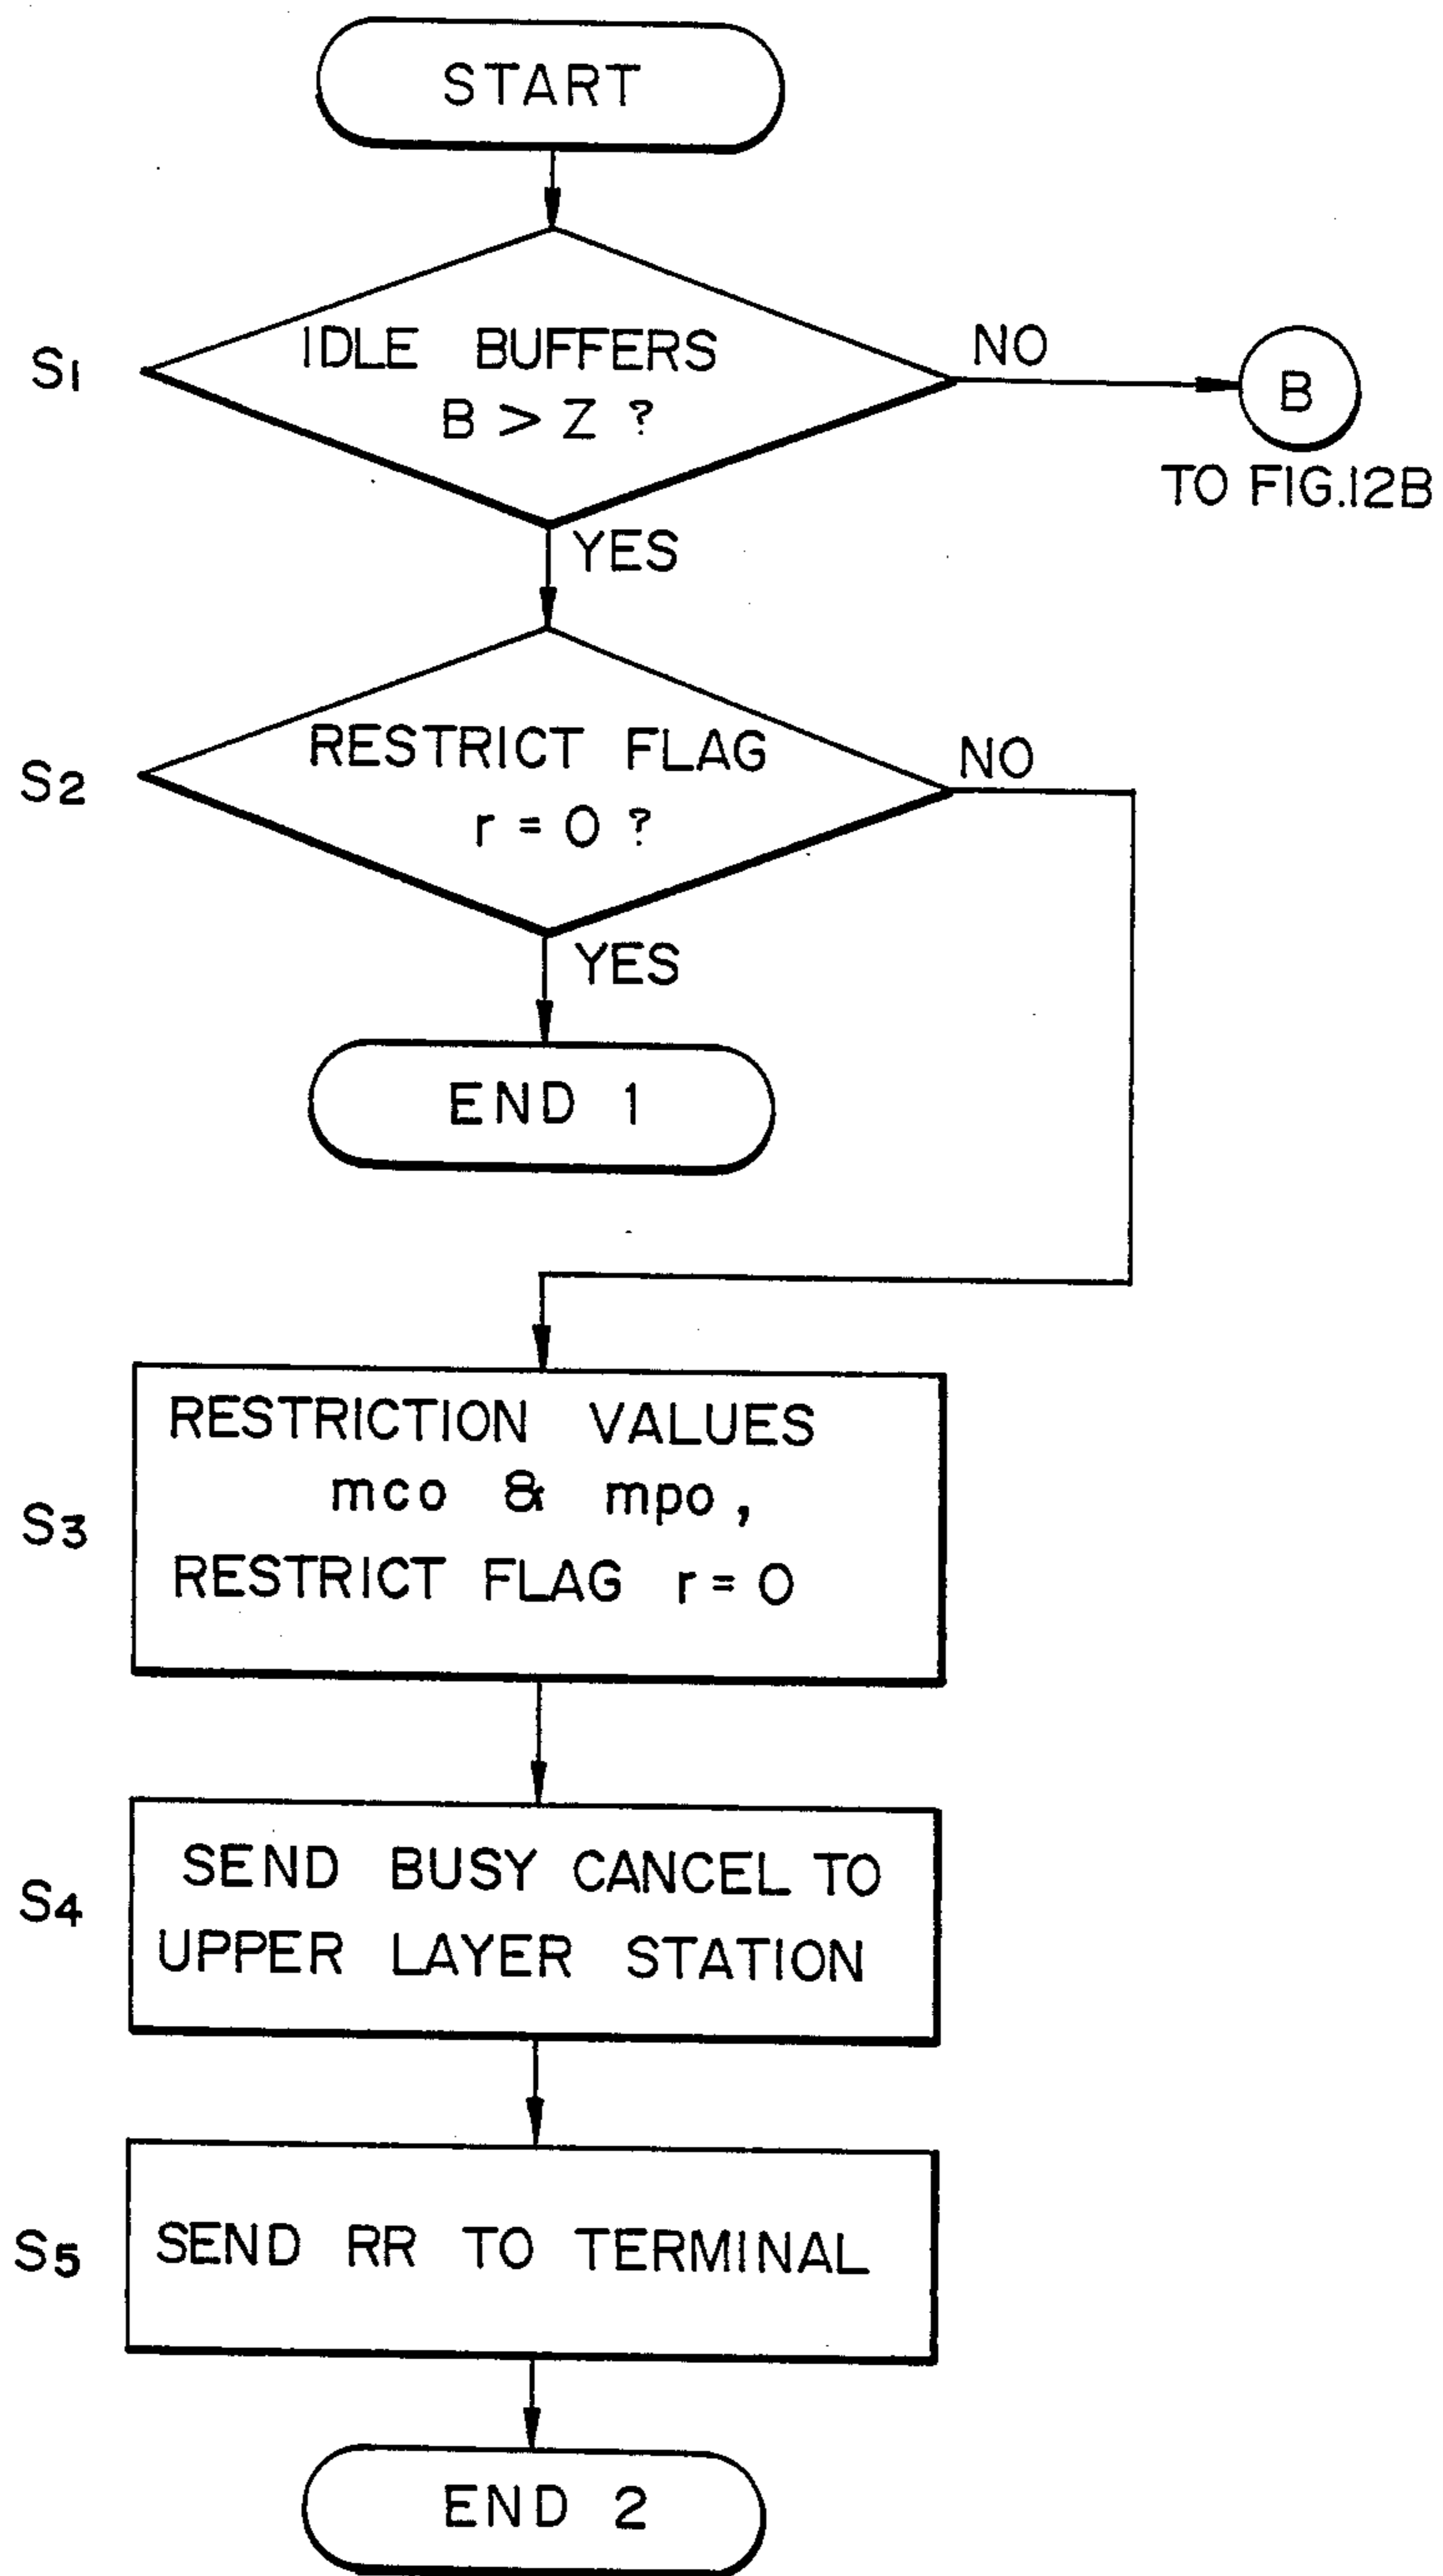 START
S1
IDLE BUFFERS
B > Z ?
NO
B
TO FIG.12B
YES
S2
RESTRICT FLAG
r = 0 ?
NO
YES
END 1
S3
RESTRICTION VALUES
mco & mpo,
RESTRICT FLAG r = 0
S4
SEND BUSY CANCEL TO
UPPER LAYER STATION
S5
SEND RR TO TERMINAL
END 2